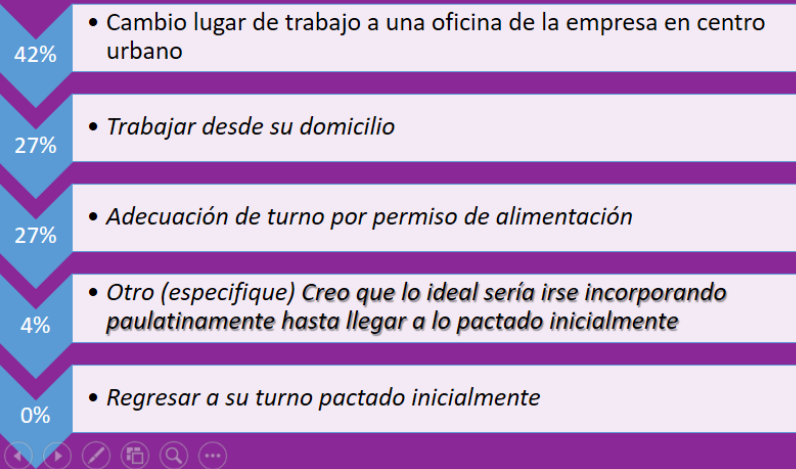 42%
• Cambio lugar de trabajo a una oficina de la empresa en centro
urbano
27%
• Trabajar desde su domicilio
27%
• Adecuación de turno por permiso de alimentación
4%
• Otro (especifique) Creo que lo ideal sería irse incorporando
paulatinamente hasta llegar a lo pactado inicialmente
0%
• Regresar a su turno pactado inicialmente